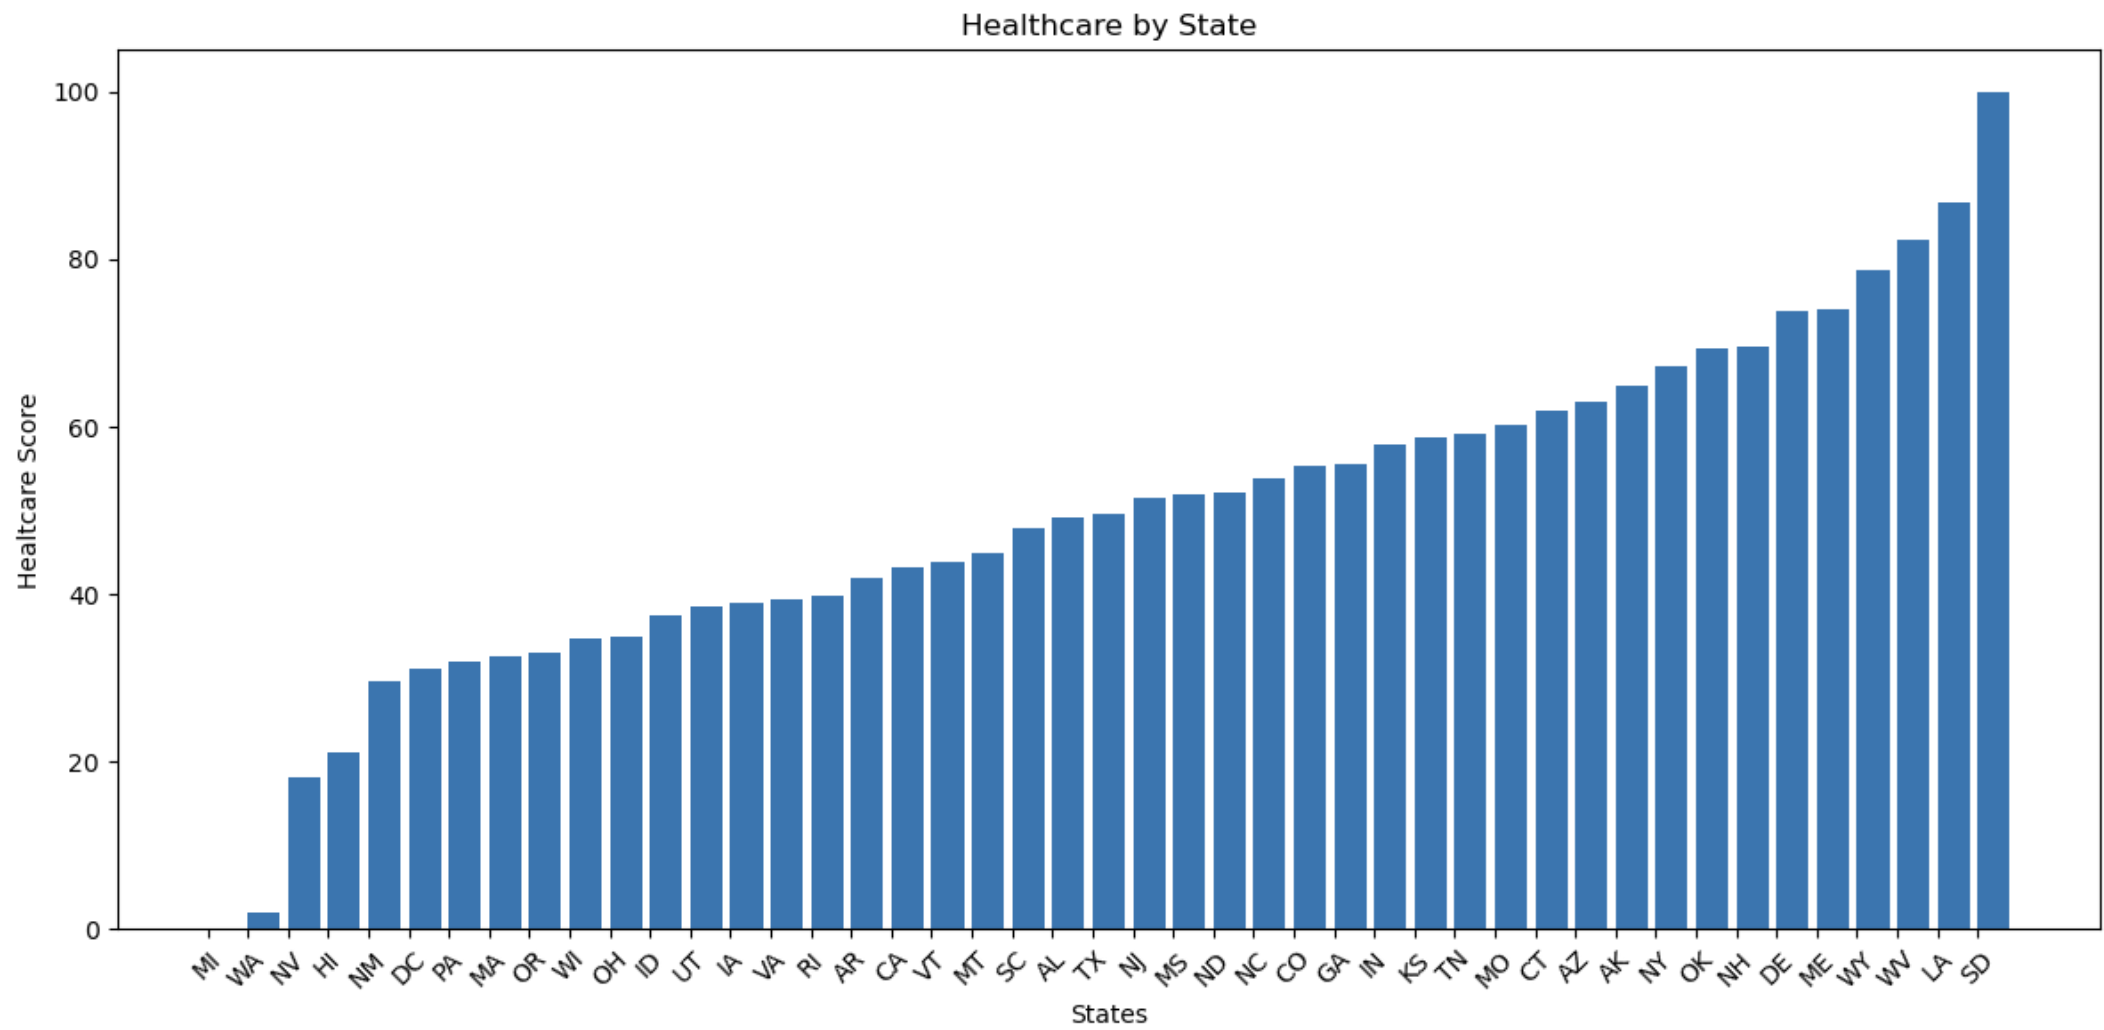 Healthcare by State
Healtcare Score
100
80
60
40
20
0
MI WA NV HI NM DC PA MA OR WI OH ID UT IA VA RI AR CA VT MT SC AL TX NJ MS ND NC CO GA IN KS TN MO CT AZ AK NY OK NH DE ME WY WV LA SD
States